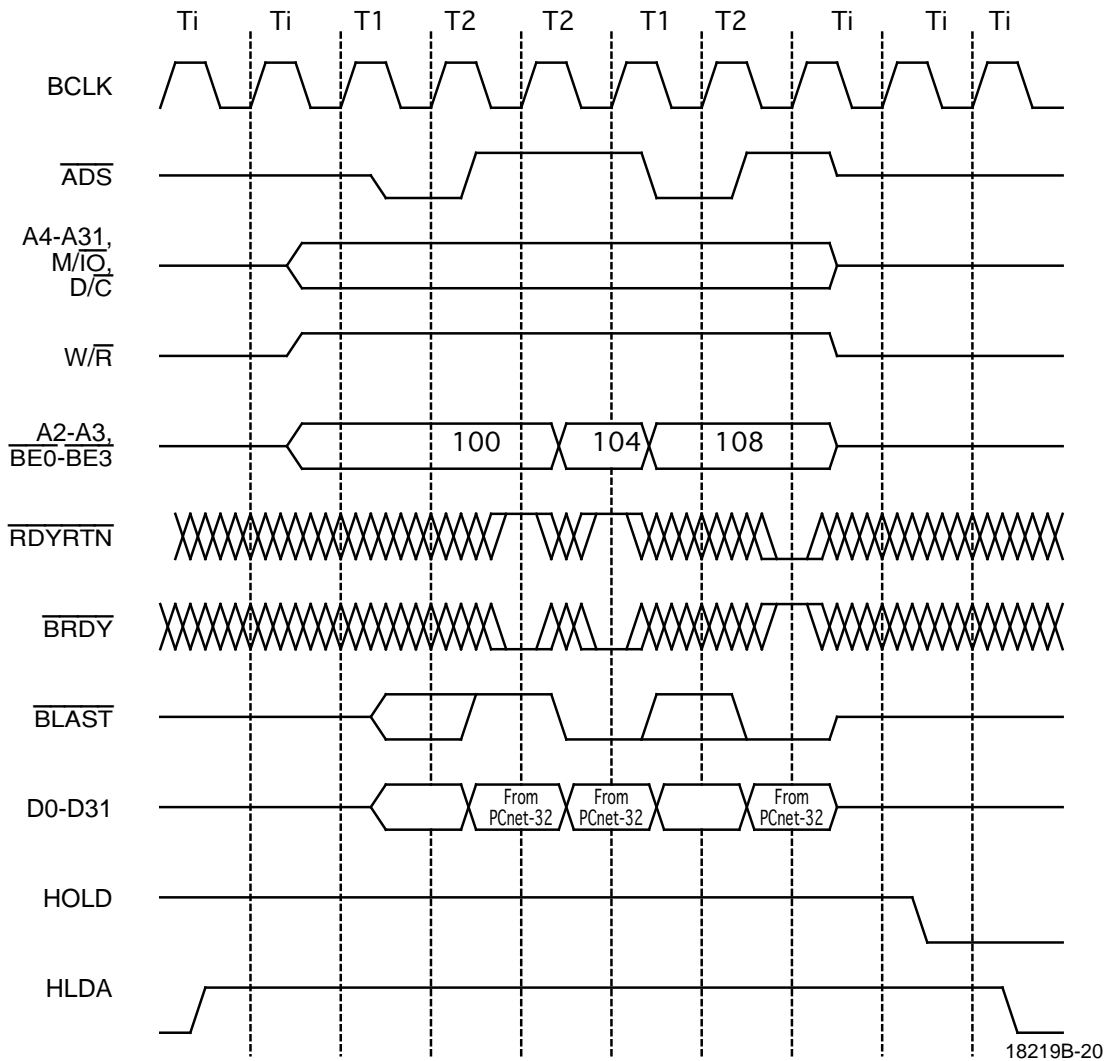 Ti Ti T1 T2 T2 T1 T2 Ti Ti Ti
BCLK
ADS
A4-A31,
M/IO,
D/C
W/R
A2-A3,
BE0-BE3
100 104 108
RDYRTN
BRDY
BLAST
D0-D31
From
PCnet-32
From
PCnet-32
From
PCnet-32
HOLD
HLDA
18219B-20